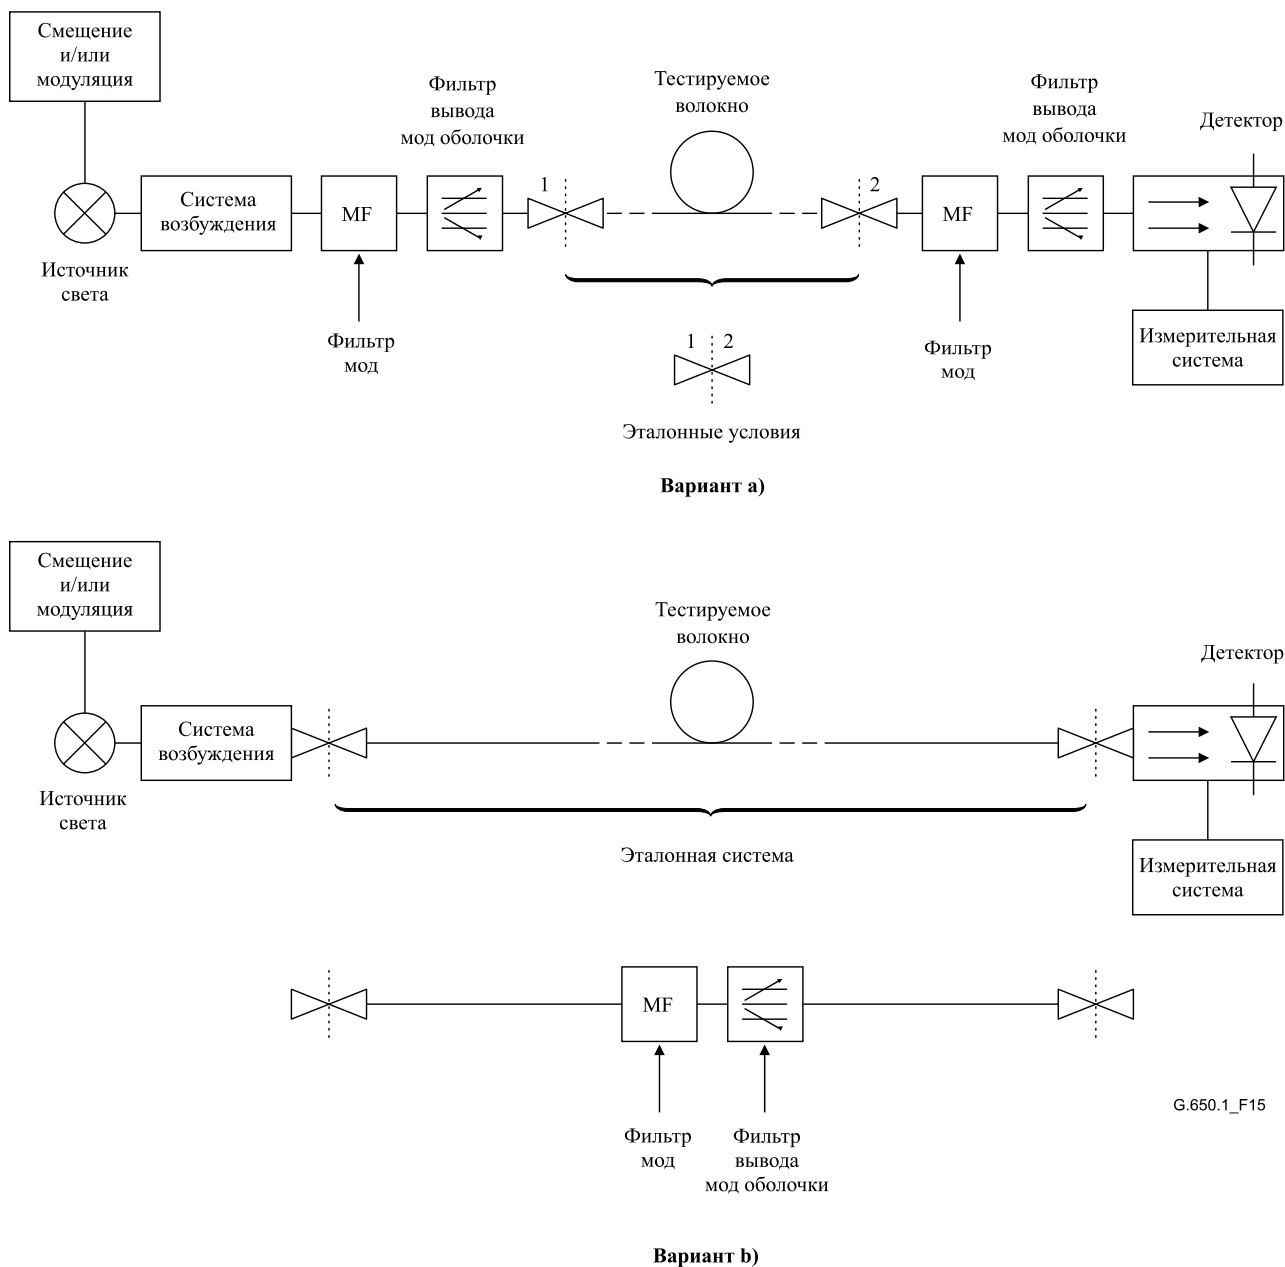 Смещение
и/или
модуляция
Фильтр
вывода
мод оболочки
Тестируемое
волокно
Фильтр
вывода
мод оболочки
Детектор
Система
возбуждения
MF
1
2
MF
Источник
света
Фильтр
мод
1 2
Фильтр
мод
Измерительная
система
Эталонные условия
Вариант a)
Смещение
и/или
модуляция
Тестируемое
волокно
Детектор
Система
возбуждения
Источник
света
Эталонная система
Измерительная
система
MF
Фильтр
мод
Фильтр
вывода
мод оболочки
G.650.1_F15
Вариант b)